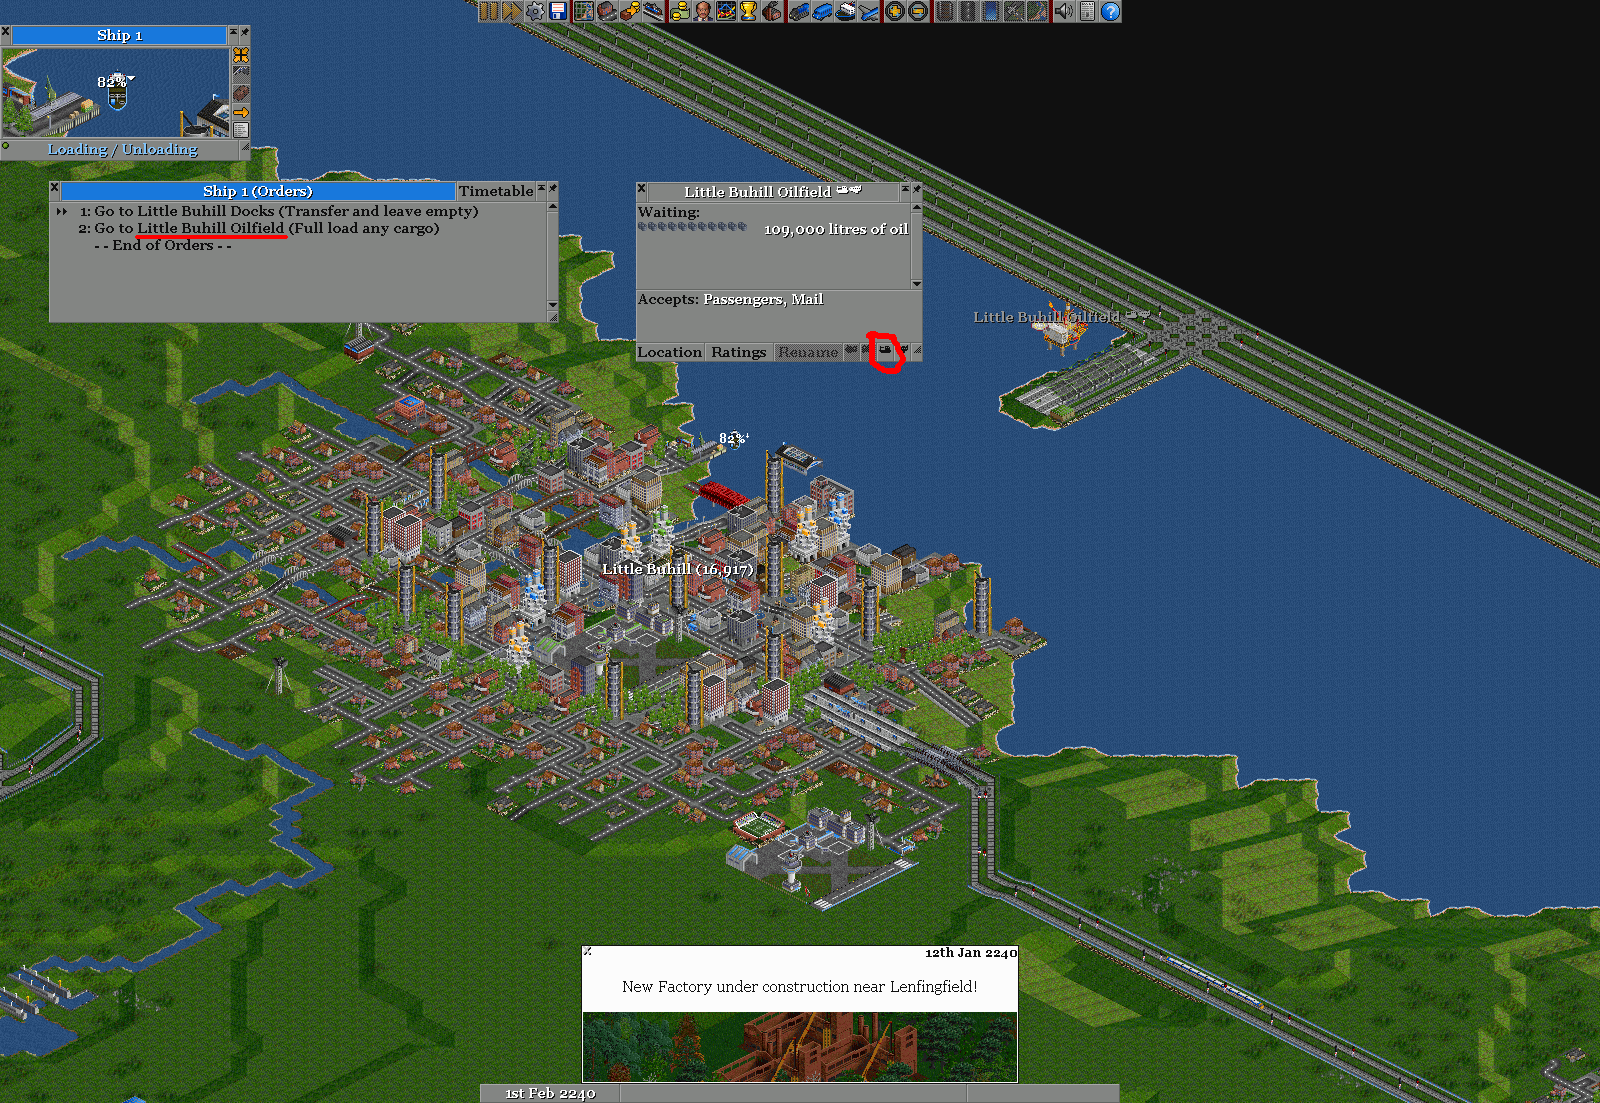 Ship 1
82%
Loading / Unloading
Ship 1 (Orders)
Timetable
1: Go to Little Buhill Docks (Transfer and leave empty)
2: Go to Little Buhill Oilfield (Full load any cargo)
- - End of Orders - -
Little Buhill Oilfield
Waiting:
109,000 litres of oil
Accepts: Passengers, Mail
Location
Ratings
Rename
Little Buhill Oilfield
82%
Little Buhill (16,917)
12th Jan 2240
New Factory under construction near Lenfingfield!
1st Feb 2240